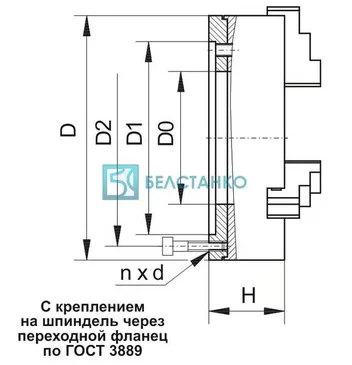 D
D2
D1
D0
БЕЛСТАНКО
n x d
H
С креплением
на шпиндель через
переходной фланец
по ГОСТ 3889